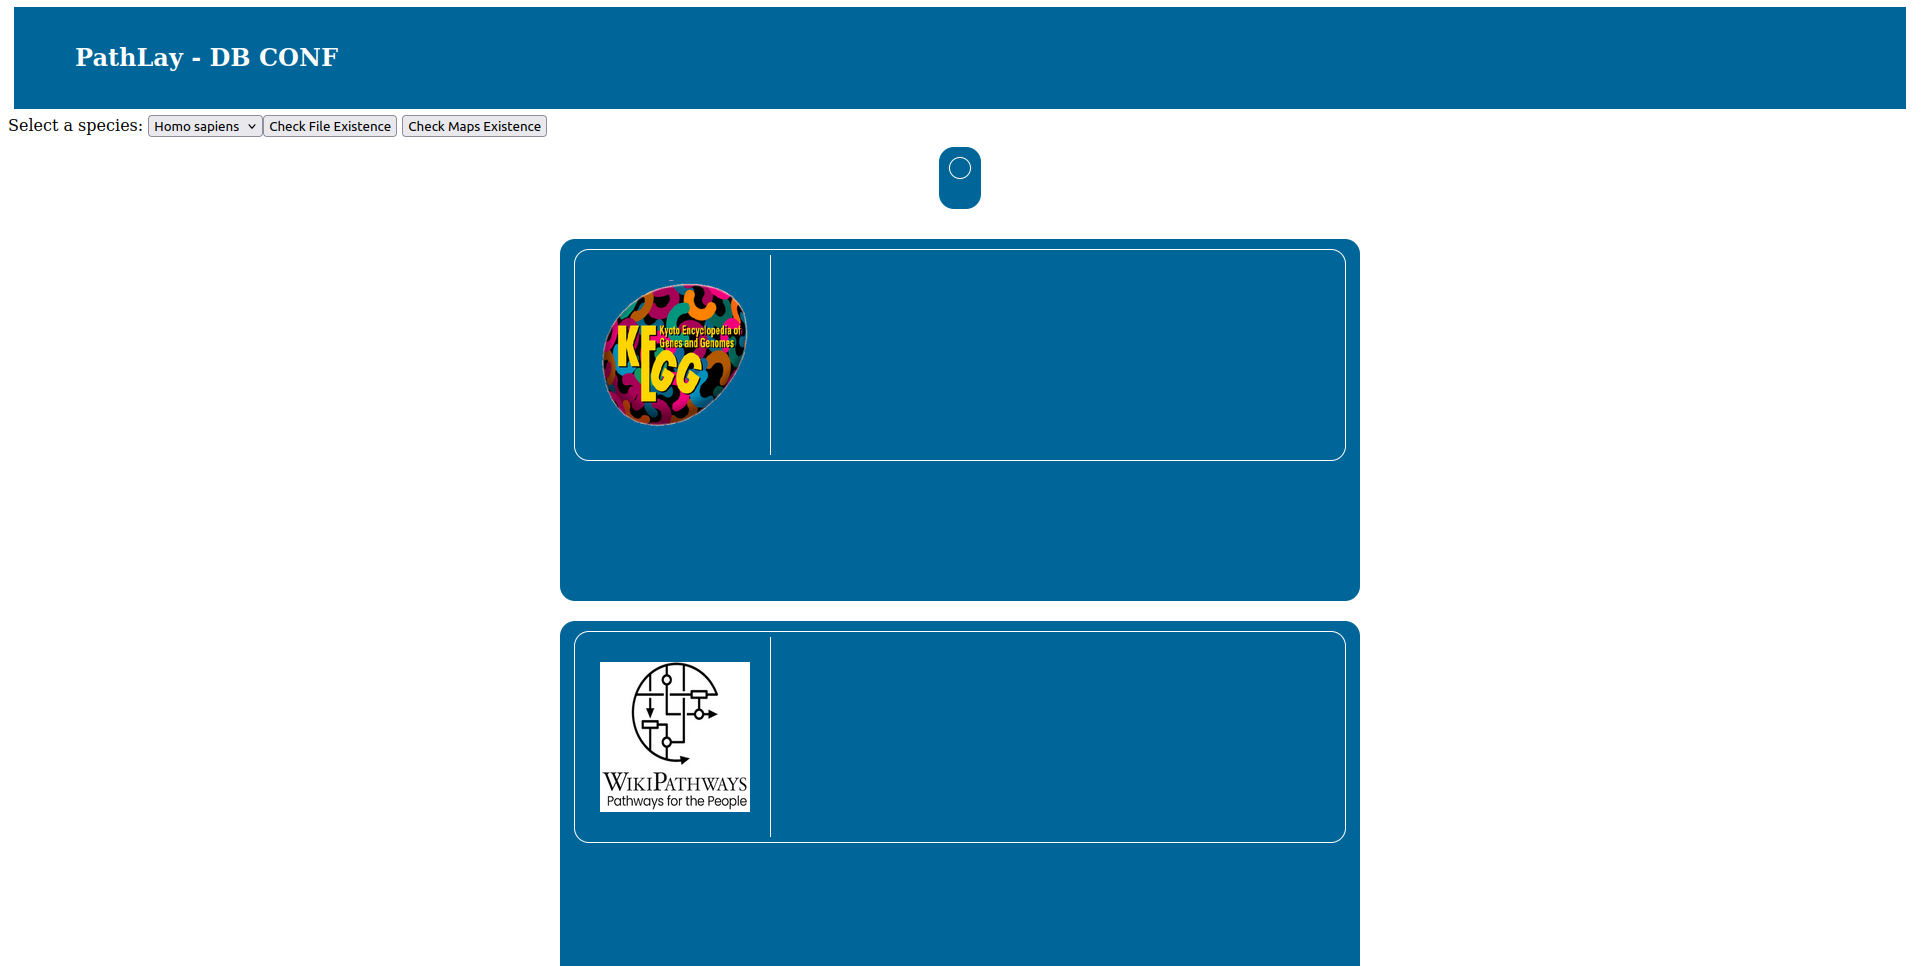 PathLay - DB CONF
Select a species: Homo sapiens Check File Existence Check Maps Existence
Kyoto Encyclopedia of
Genes and Genomes
KEGG
WIKIPATHWAYS
Pathways for the People